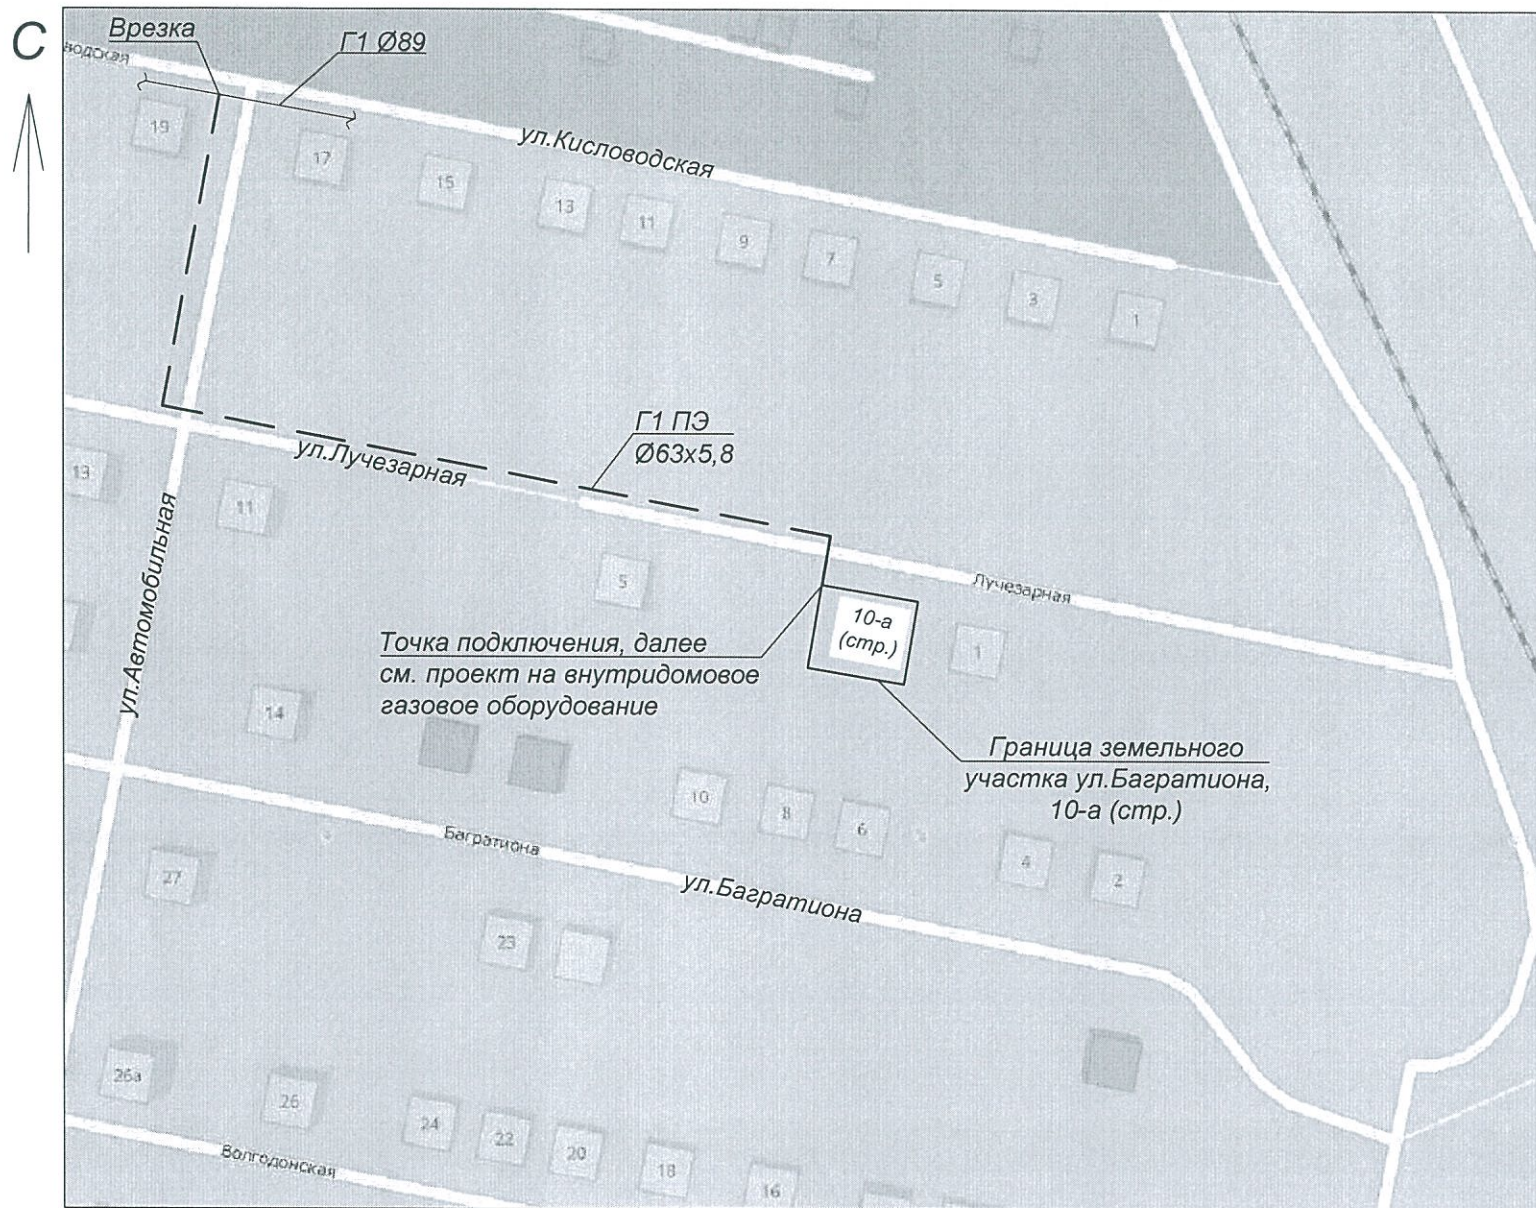 С
Врезка
Г1 Ø89
водская
19
17
15
ул.Кисловодская
13
11
9
7
5
3
1
Г1 ПЭ
Ø63х5,8
ул.Лучезарная
13
11
ул.Автомобильная
5
Лучезарная
10-а
(стр.)
1
Точка подключения, далее
см. проект на внутридомовое
газовое оборудование
14
Граница земельного
участка ул.Багратиона,
10-а (стр.)
10
8
6
4
2
Багратиона
ул.Багратиона
27
23
26а
26
24
22
20
18
16
Волгодонская